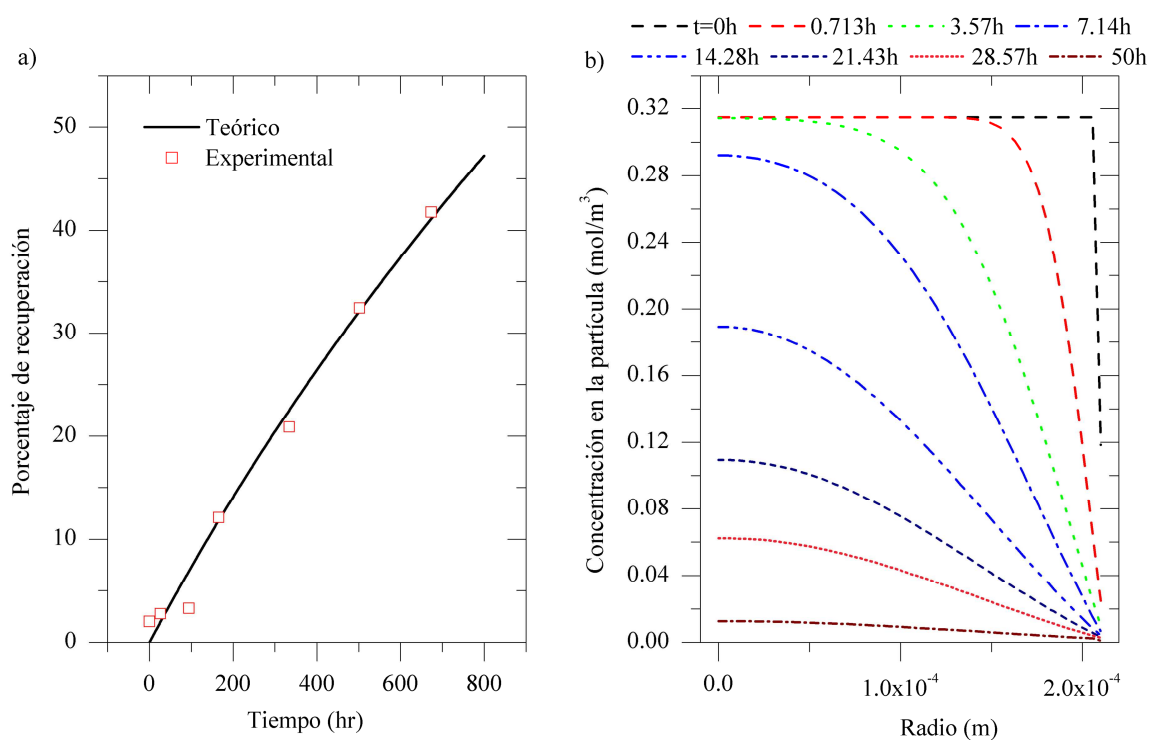 a)
Porcentaje de recuperación
50
40
30
20
10
0
Teórico
Experimental
0 200 400 600 800
Tiempo (hr)
t=0h 0.713h 3.57h 7.14h
14.28h 21.43h 28.57h 50h
b)
Concentración en la partícula (mol/m³)
0.32
0.28
0.24
0.20
0.16
0.12
0.08
0.04
0.00
0.0 1.0x10⁻⁴ 2.0x10⁻⁴
Radio (m)